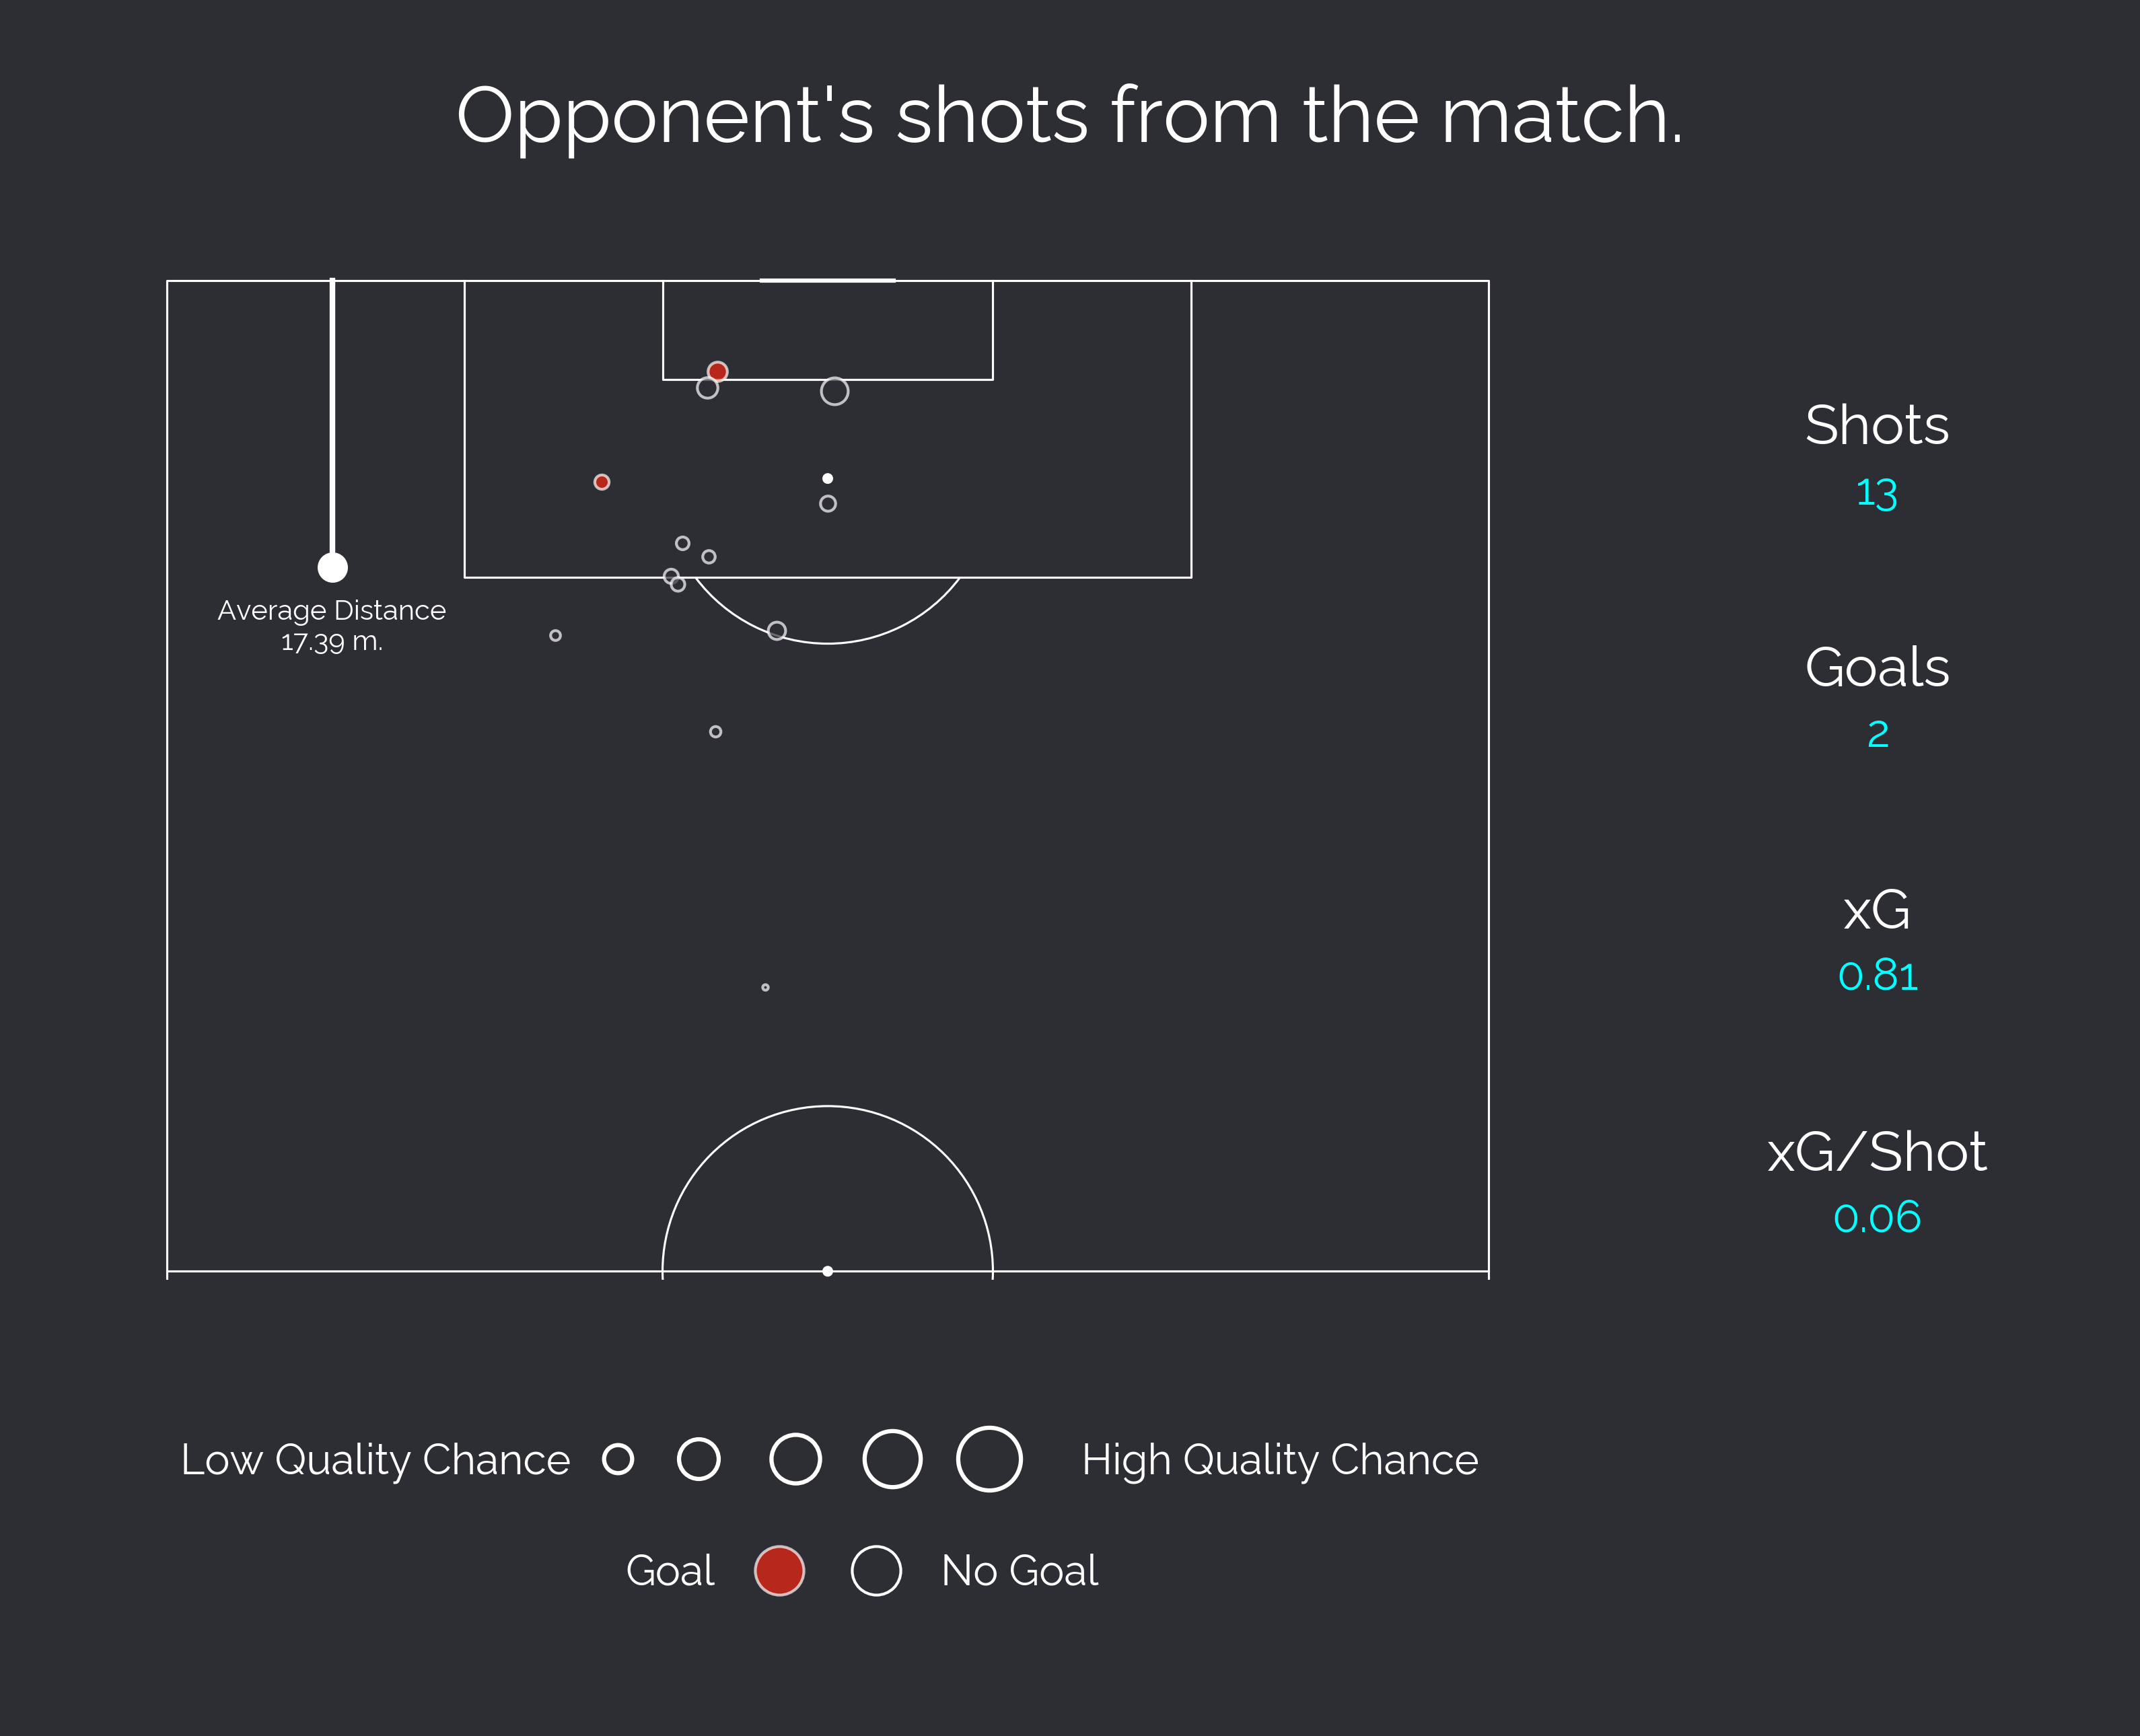 Opponent's shots from the match.
Average Distance
17.39 m.
Shots
13
Goals
2
xG
0.81
xG/Shot
0.06
Low Quality Chance High Quality Chance
Goal No Goal